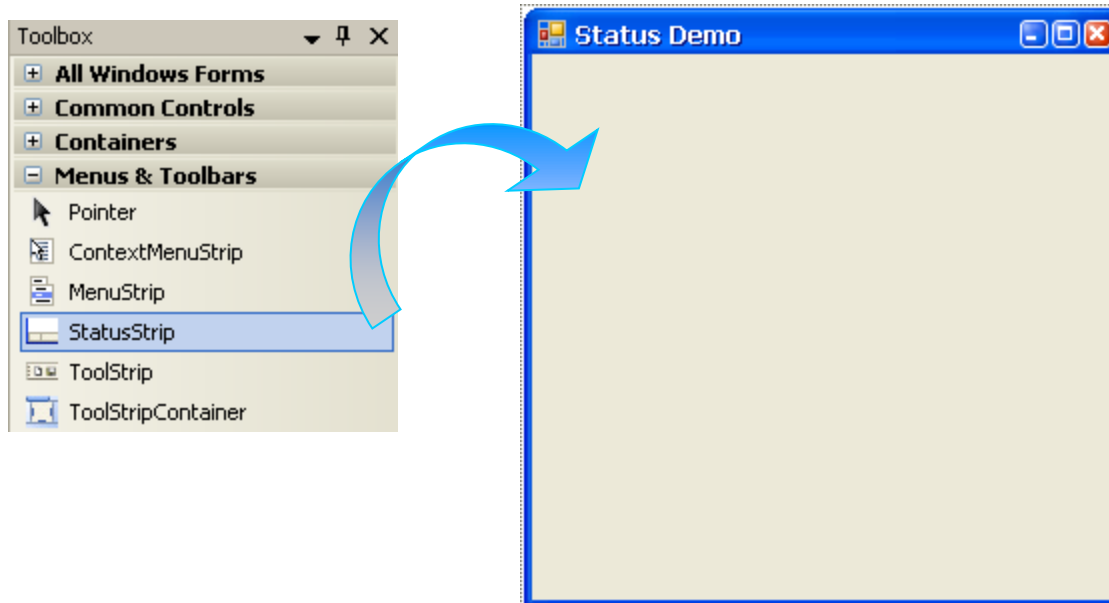 Toolbox
All Windows Forms
Common Controls
Containers
Menus & Toolbars
Pointer
ContextMenuStrip
MenuStrip
StatusStrip
ToolStrip
ToolStripContainer
Status Demo